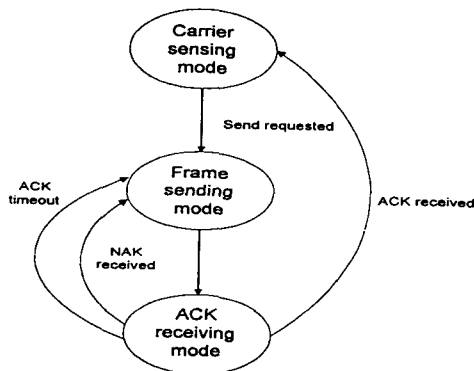 Carrier
sensing
mode
Send requested
Frame
sending
mode
ACK
timeout
NAK
received
ACK received
ACK
receiving
mode